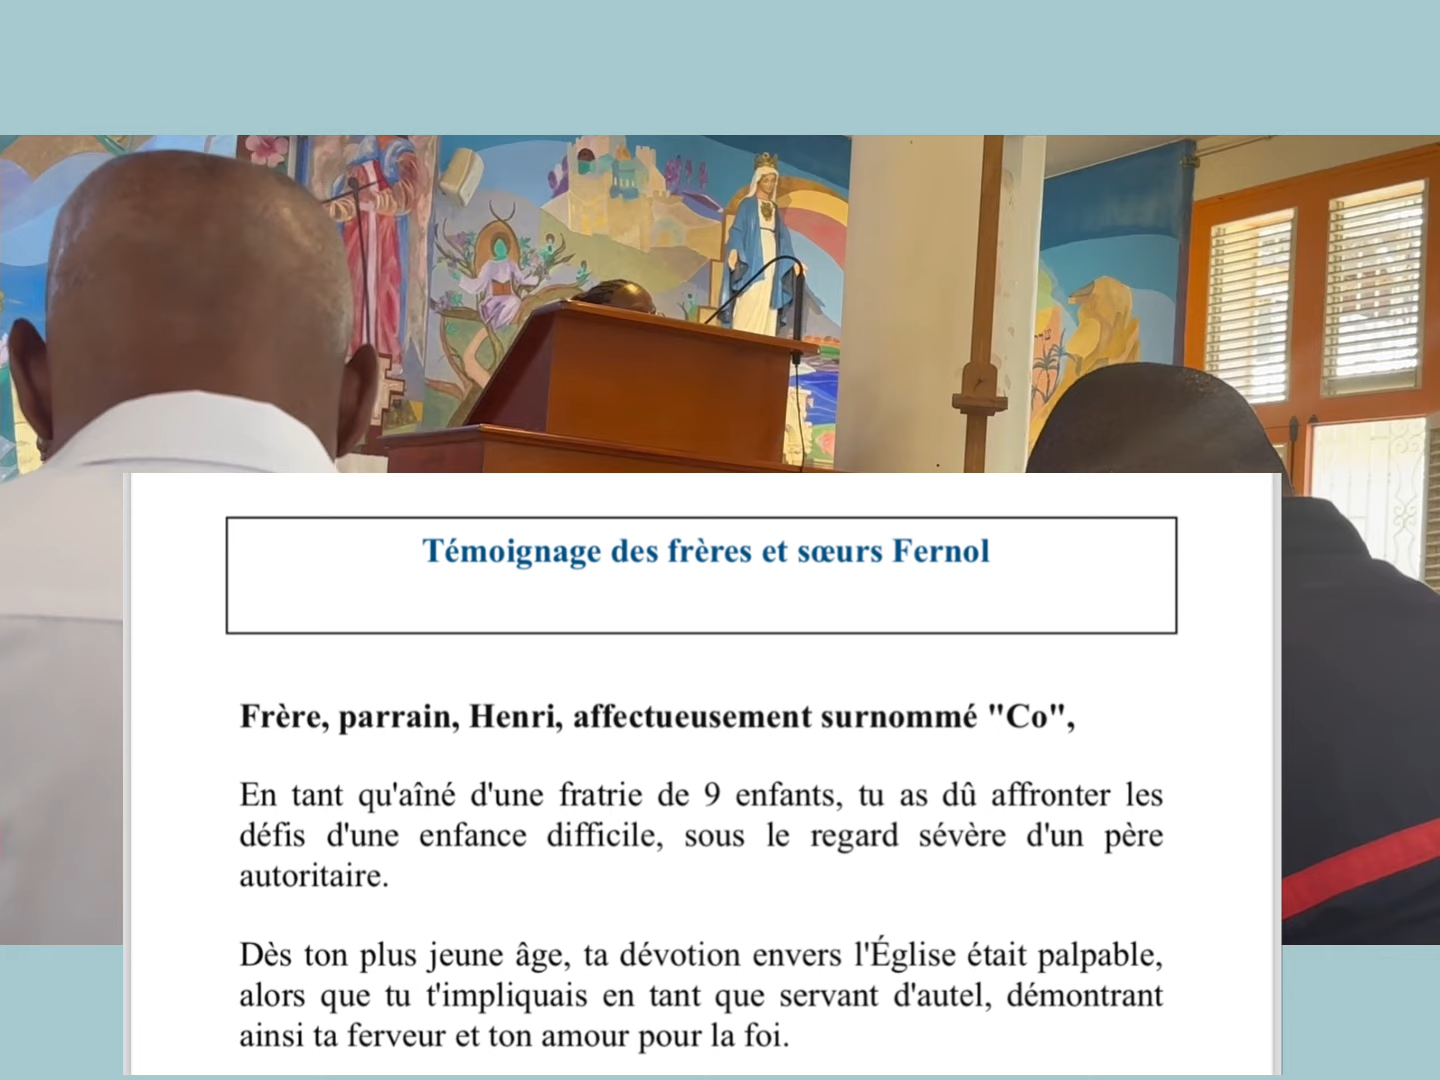 Témoignage des frères et sœurs Fernol
Frère, parrain, Henri, affectueusement surnommé "Co",
En tant qu'aîné d'une fratrie de 9 enfants, tu as dû affronter les
défis d'une enfance difficile, sous le regard sévère d'un père
autoritaire.
Dès ton plus jeune âge, ta dévotion envers l'Église était palpable,
alors que tu t'impliquais en tant que servant d'autel, démontrant
ainsi ta ferveur et ton amour pour la foi.